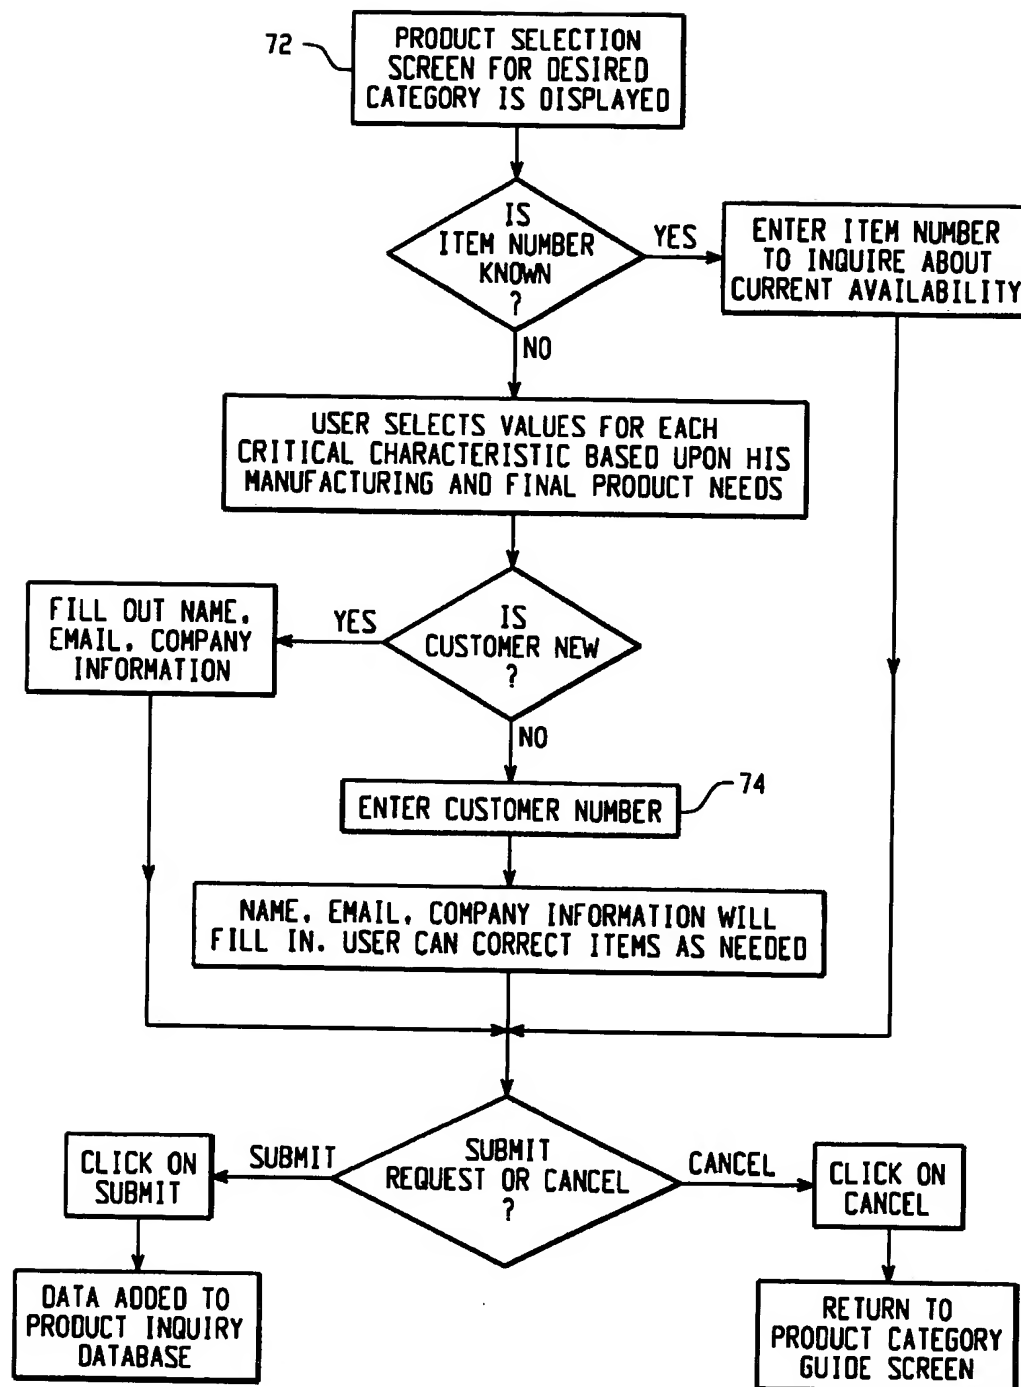 72
PRODUCT SELECTION
SCREEN FOR DESIRED
CATEGORY IS DISPLAYED
IS
ITEM NUMBER
KNOWN
?
YES
ENTER ITEM NUMBER
TO INQUIRE ABOUT
CURRENT AVAILABILITY
NO
USER SELECTS VALUES FOR EACH
CRITICAL CHARACTERISTIC BASED UPON HIS
MANUFACTURING AND FINAL PRODUCT NEEDS
FILL OUT NAME,
EMAIL, COMPANY
INFORMATION
YES
IS
CUSTOMER NEW
?
NO
ENTER CUSTOMER NUMBER
74
NAME, EMAIL, COMPANY INFORMATION WILL
FILL IN. USER CAN CORRECT ITEMS AS NEEDED
SUBMIT
REQUEST OR CANCEL
?
SUBMIT
CLICK ON
SUBMIT
CANCEL
CLICK ON
CANCEL
DATA ADDED TO
PRODUCT INQUIRY
DATABASE
RETURN TO
PRODUCT CATEGORY
GUIDE SCREEN